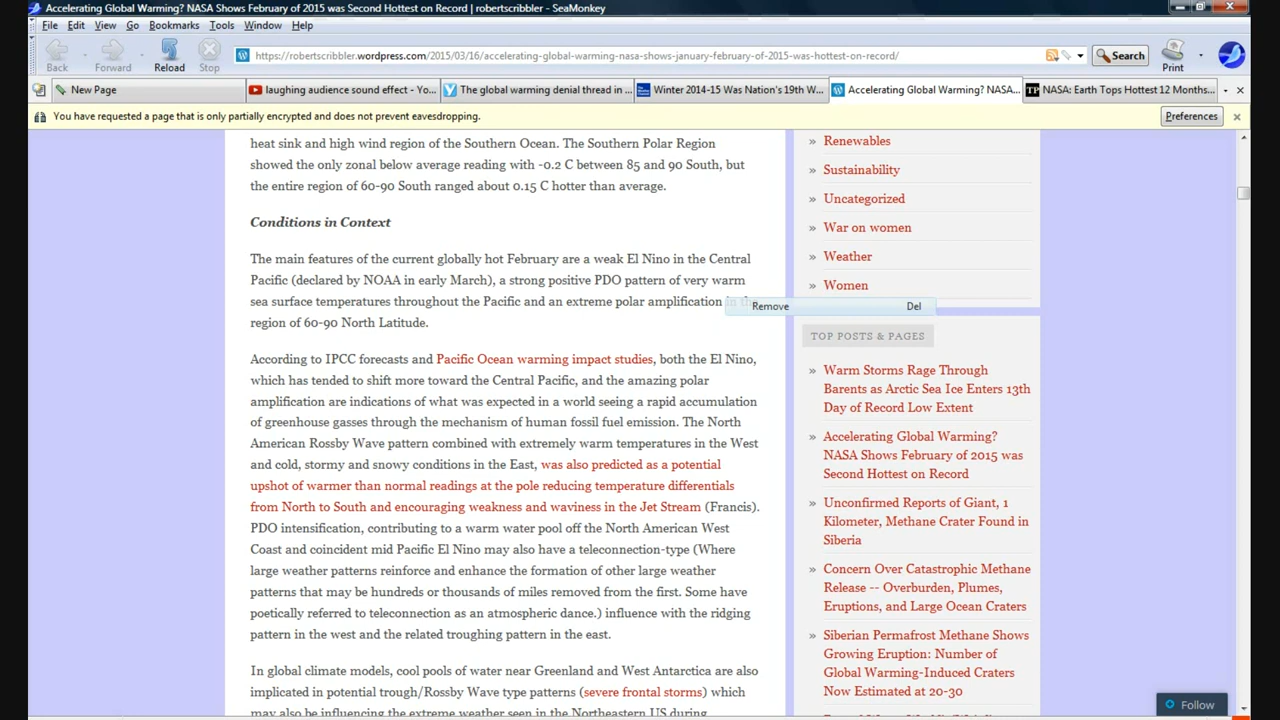 Accelerating Global Warming? NASA Shows February of 2015 was Second Hottest on Record | robertscribbler - SeaMonkey
File Edit View Go Bookmarks Tools Window Help
Back Forward Reload Stop
https://robertscribbler.wordpress.com/2015/03/16/accelerating-global-warming-nasa-shows-january-february-of-2015-was-hottest-on-record/
Search
Print
New Page
laughing audience sound effect - Yo...
The global warming denial thread in ...
Winter 2014-15 Was Nation's 19th W...
Accelerating Global Warming? NASA...
TP NASA: Earth Tops Hottest 12 Months...
You have requested a page that is only partially encrypted and does not prevent eavesdropping.
Preferences
heat sink and high wind region of the Southern Ocean. The Southern Polar Region
showed the only zonal below average reading with -0.2 C between 85 and 90 South, but
the entire region of 60-90 South ranged about 0.15 C hotter than average.
Conditions in Context
The main features of the current globally hot February are a weak El Nino in the Central
Pacific (declared by NOAA in early March), a strong positive PDO pattern of very warm
sea surface temperatures throughout the Pacific and an extreme polar amplification in the
region of 60-90 North Latitude.
According to IPCC forecasts and Pacific Ocean warming impact studies, both the El Nino,
which has tended to shift more toward the Central Pacific, and the amazing polar
amplification are indications of what was expected in a world seeing a rapid accumulation
of greenhouse gasses through the mechanism of human fossil fuel emission. The North
American Rossby Wave pattern combined with extremely warm temperatures in the West
and cold, stormy and snowy conditions in the East, was also predicted as a potential
upshot of warmer than normal readings at the pole reducing temperature differentials
from North to South and encouraging weakness and waviness in the Jet Stream (Francis).
PDO intensification, contributing to a warm water pool off the North American West
Coast and coincident mid Pacific El Nino may also have a teleconnection-type (Where
large weather patterns reinforce and enhance the formation of other large weather
patterns that may be hundreds or thousands of miles removed from the first. Some have
poetically referred to teleconnection as an atmospheric dance.) influence with the ridging
pattern in the west and the related troughing pattern in the east.
In global climate models, cool pools of water near Greenland and West Antarctica are also
implicated in potential trough/Rossby Wave type patterns (severe frontal storms) which
may also be influencing the extreme weather seen in the Northeastern US during
Remove Del
» Renewables
» Sustainability
» Uncategorized
» War on women
» Weather
» Women
TOP POSTS & PAGES
» Warm Storms Rage Through
Barents as Arctic Sea Ice Enters 13th
Day of Record Low Extent
» Accelerating Global Warming?
NASA Shows February of 2015 was
Second Hottest on Record
» Unconfirmed Reports of Giant, 1
Kilometer, Methane Crater Found in
Siberia
» Concern Over Catastrophic Methane
Release -- Overburden, Plumes,
Eruptions, and Large Ocean Craters
» Siberian Permafrost Methane Shows
Growing Eruption: Number of
Global Warming-Induced Craters
Now Estimated at 20-30
Follow